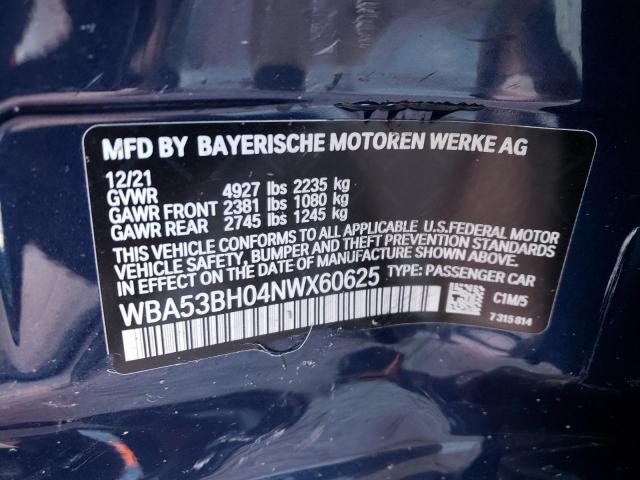 MFD BY BAYERISCHE MOTOREN WERKE AG
12/21
GVWR 4927 lbs 2235 kg
GAWR FRONT 2381 lbs 1080 kg
GAWR REAR 2745 lbs 1245 kg
THIS VEHICLE CONFORMS TO ALL APPLICABLE U.S.FEDERAL MOTOR
VEHICLE SAFETY, BUMPER AND THEFT PREVENTION STANDARDS
IN EFFECT ON THE DATE OF MANUFACTURE SHOWN ABOVE.
WBA53BH04NWX60625 TYPE: PASSENGER CAR
C1M/5
7 315 814